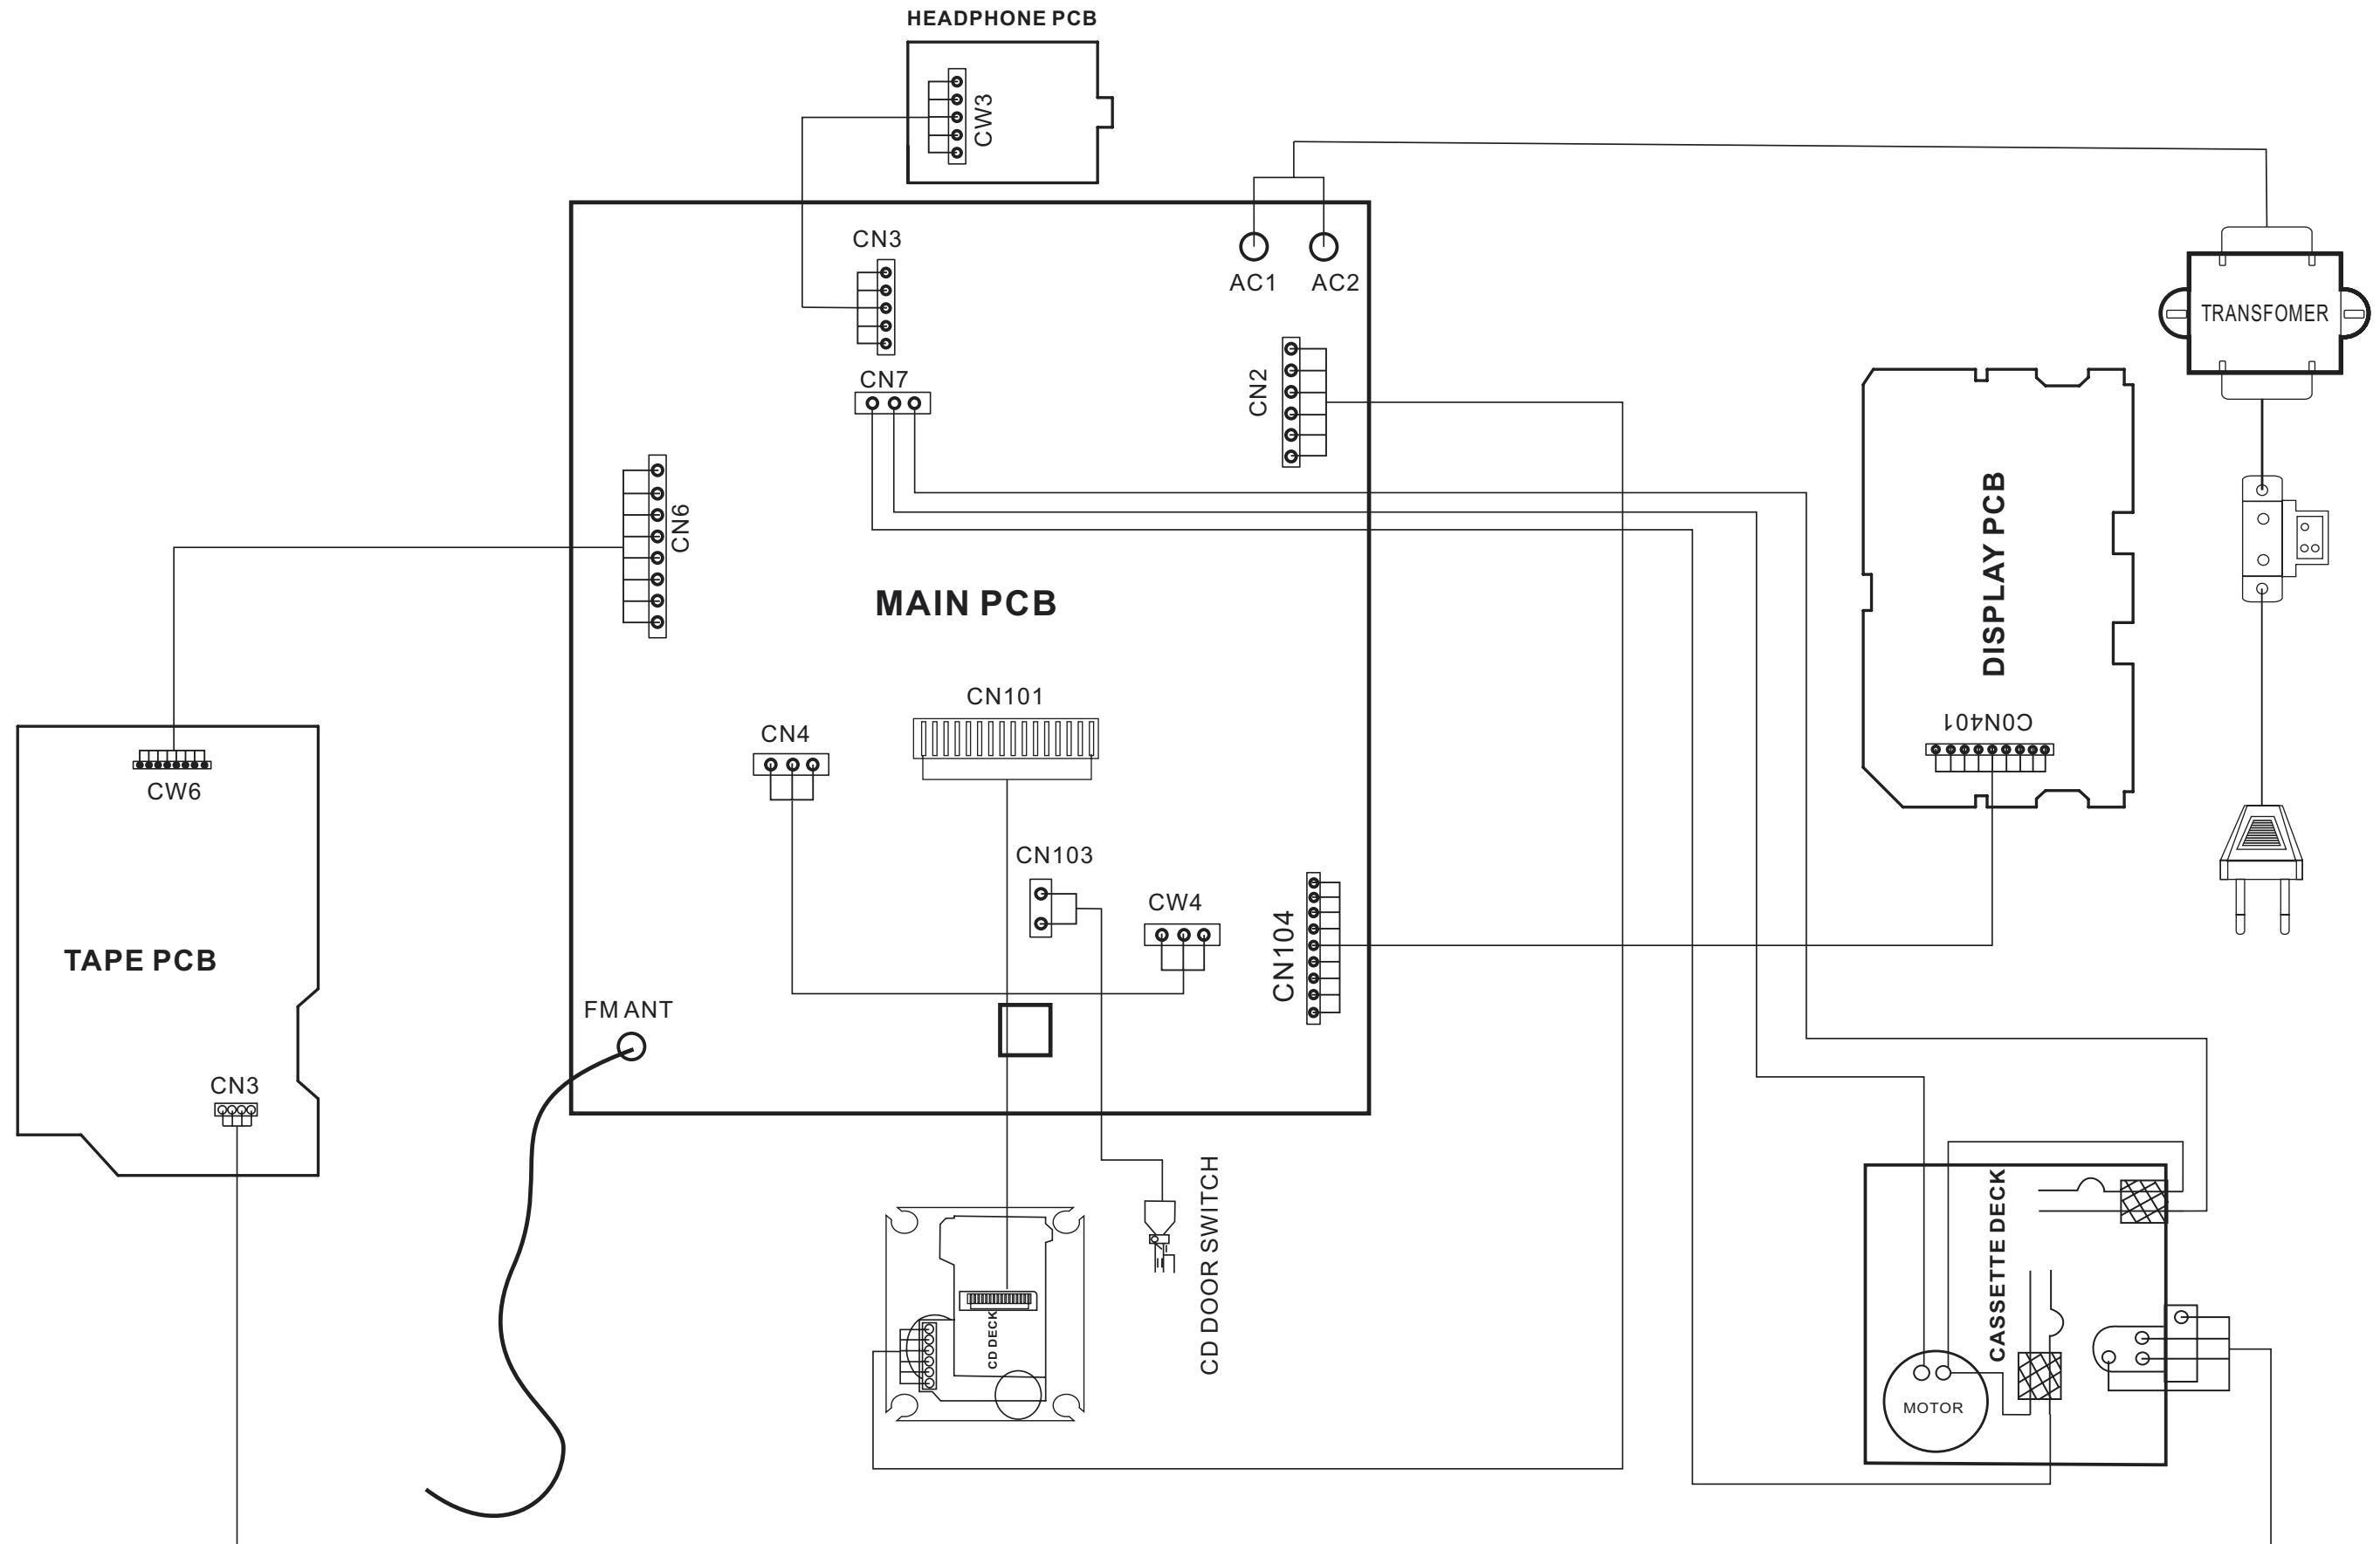 HEADPHONE PCB
CW3
CN3
AC1
AC2
TRANSFOMER
CN7
CN2
CN6
DISPLAY PCB
MAIN PCB
CN101
C0N401
CN4
CW6
CN103
CW4
CN104
TAPE PCB
FM ANT
CN3
CD DOOR SWITCH
CASSETTE DECK
CD DECK
MOTOR